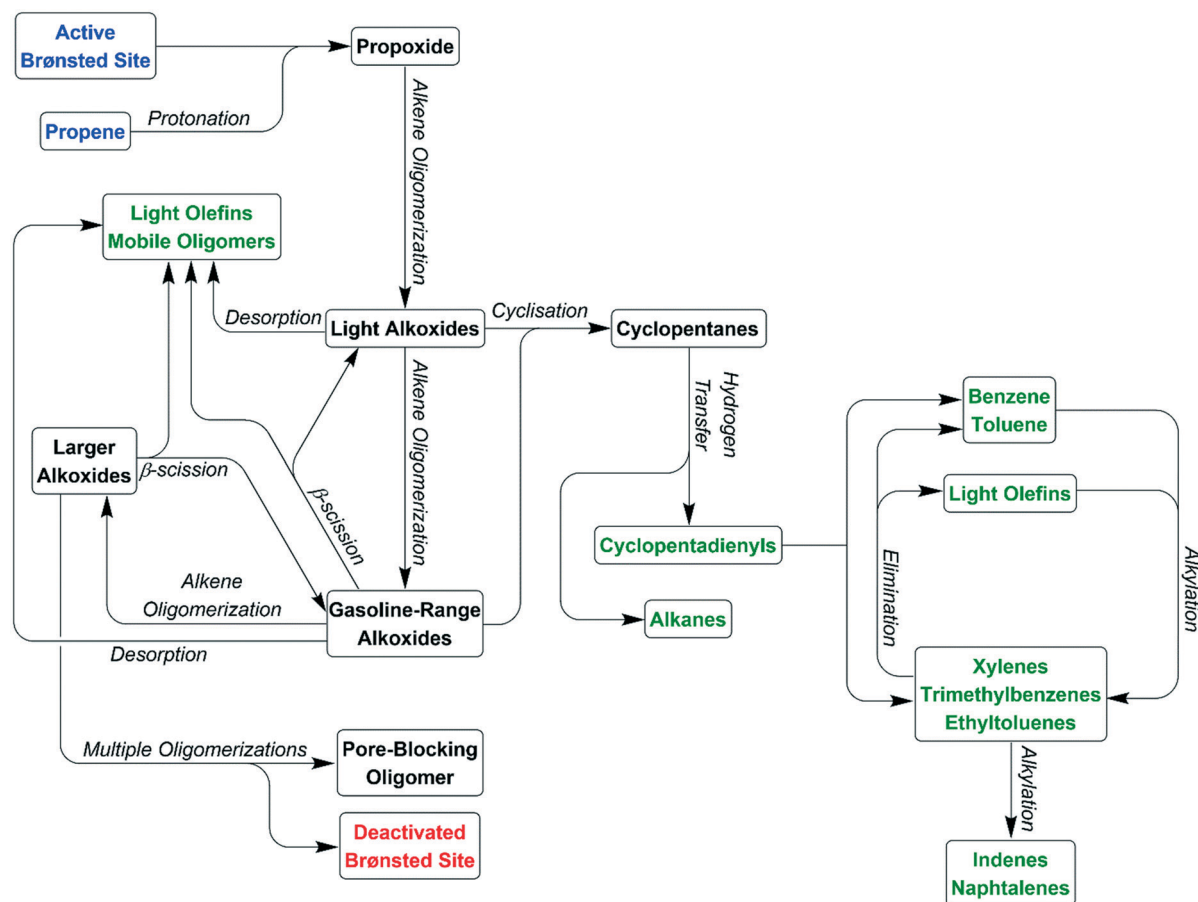 Active
Brønsted Site
Propoxide
Protonation
Propene
Alkene Oligomerization
Light Olefins
Mobile Oligomers
Desorption
Light Alkoxides
Cyclisation
Cyclopentanes
Alkene Oligomerization
Hydrogen
Transfer
Benzene
Toluene
Larger
Alkoxides
β-scission
β-scission
Light Olefins
Cyclopentadienyls
Elimination
Alkylation
Alkene
Oligomerization
Gasoline-Range
Alkoxides
Alkanes
Desorption
Xylenes
Trimethylbenzenes
Ethyltoluenes
Multiple Oligomerizations
Pore-Blocking
Oligomer
Alkylation
Deactivated
Brønsted Site
Indenes
Naphtalenes